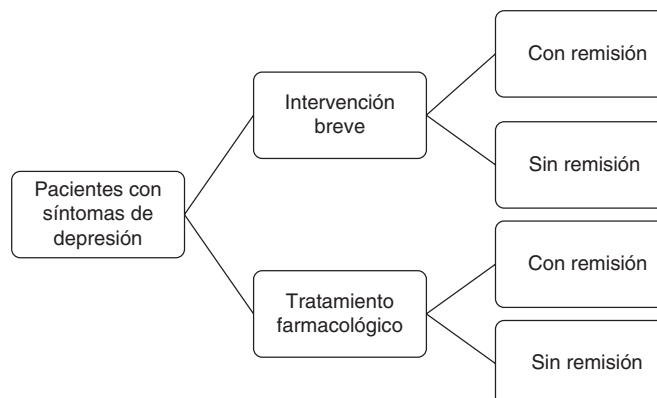 Pacientes con
síntomas de
depresión
Intervención
breve
Con remisión
Sin remisión
Tratamiento
farmacológico
Con remisión
Sin remisión